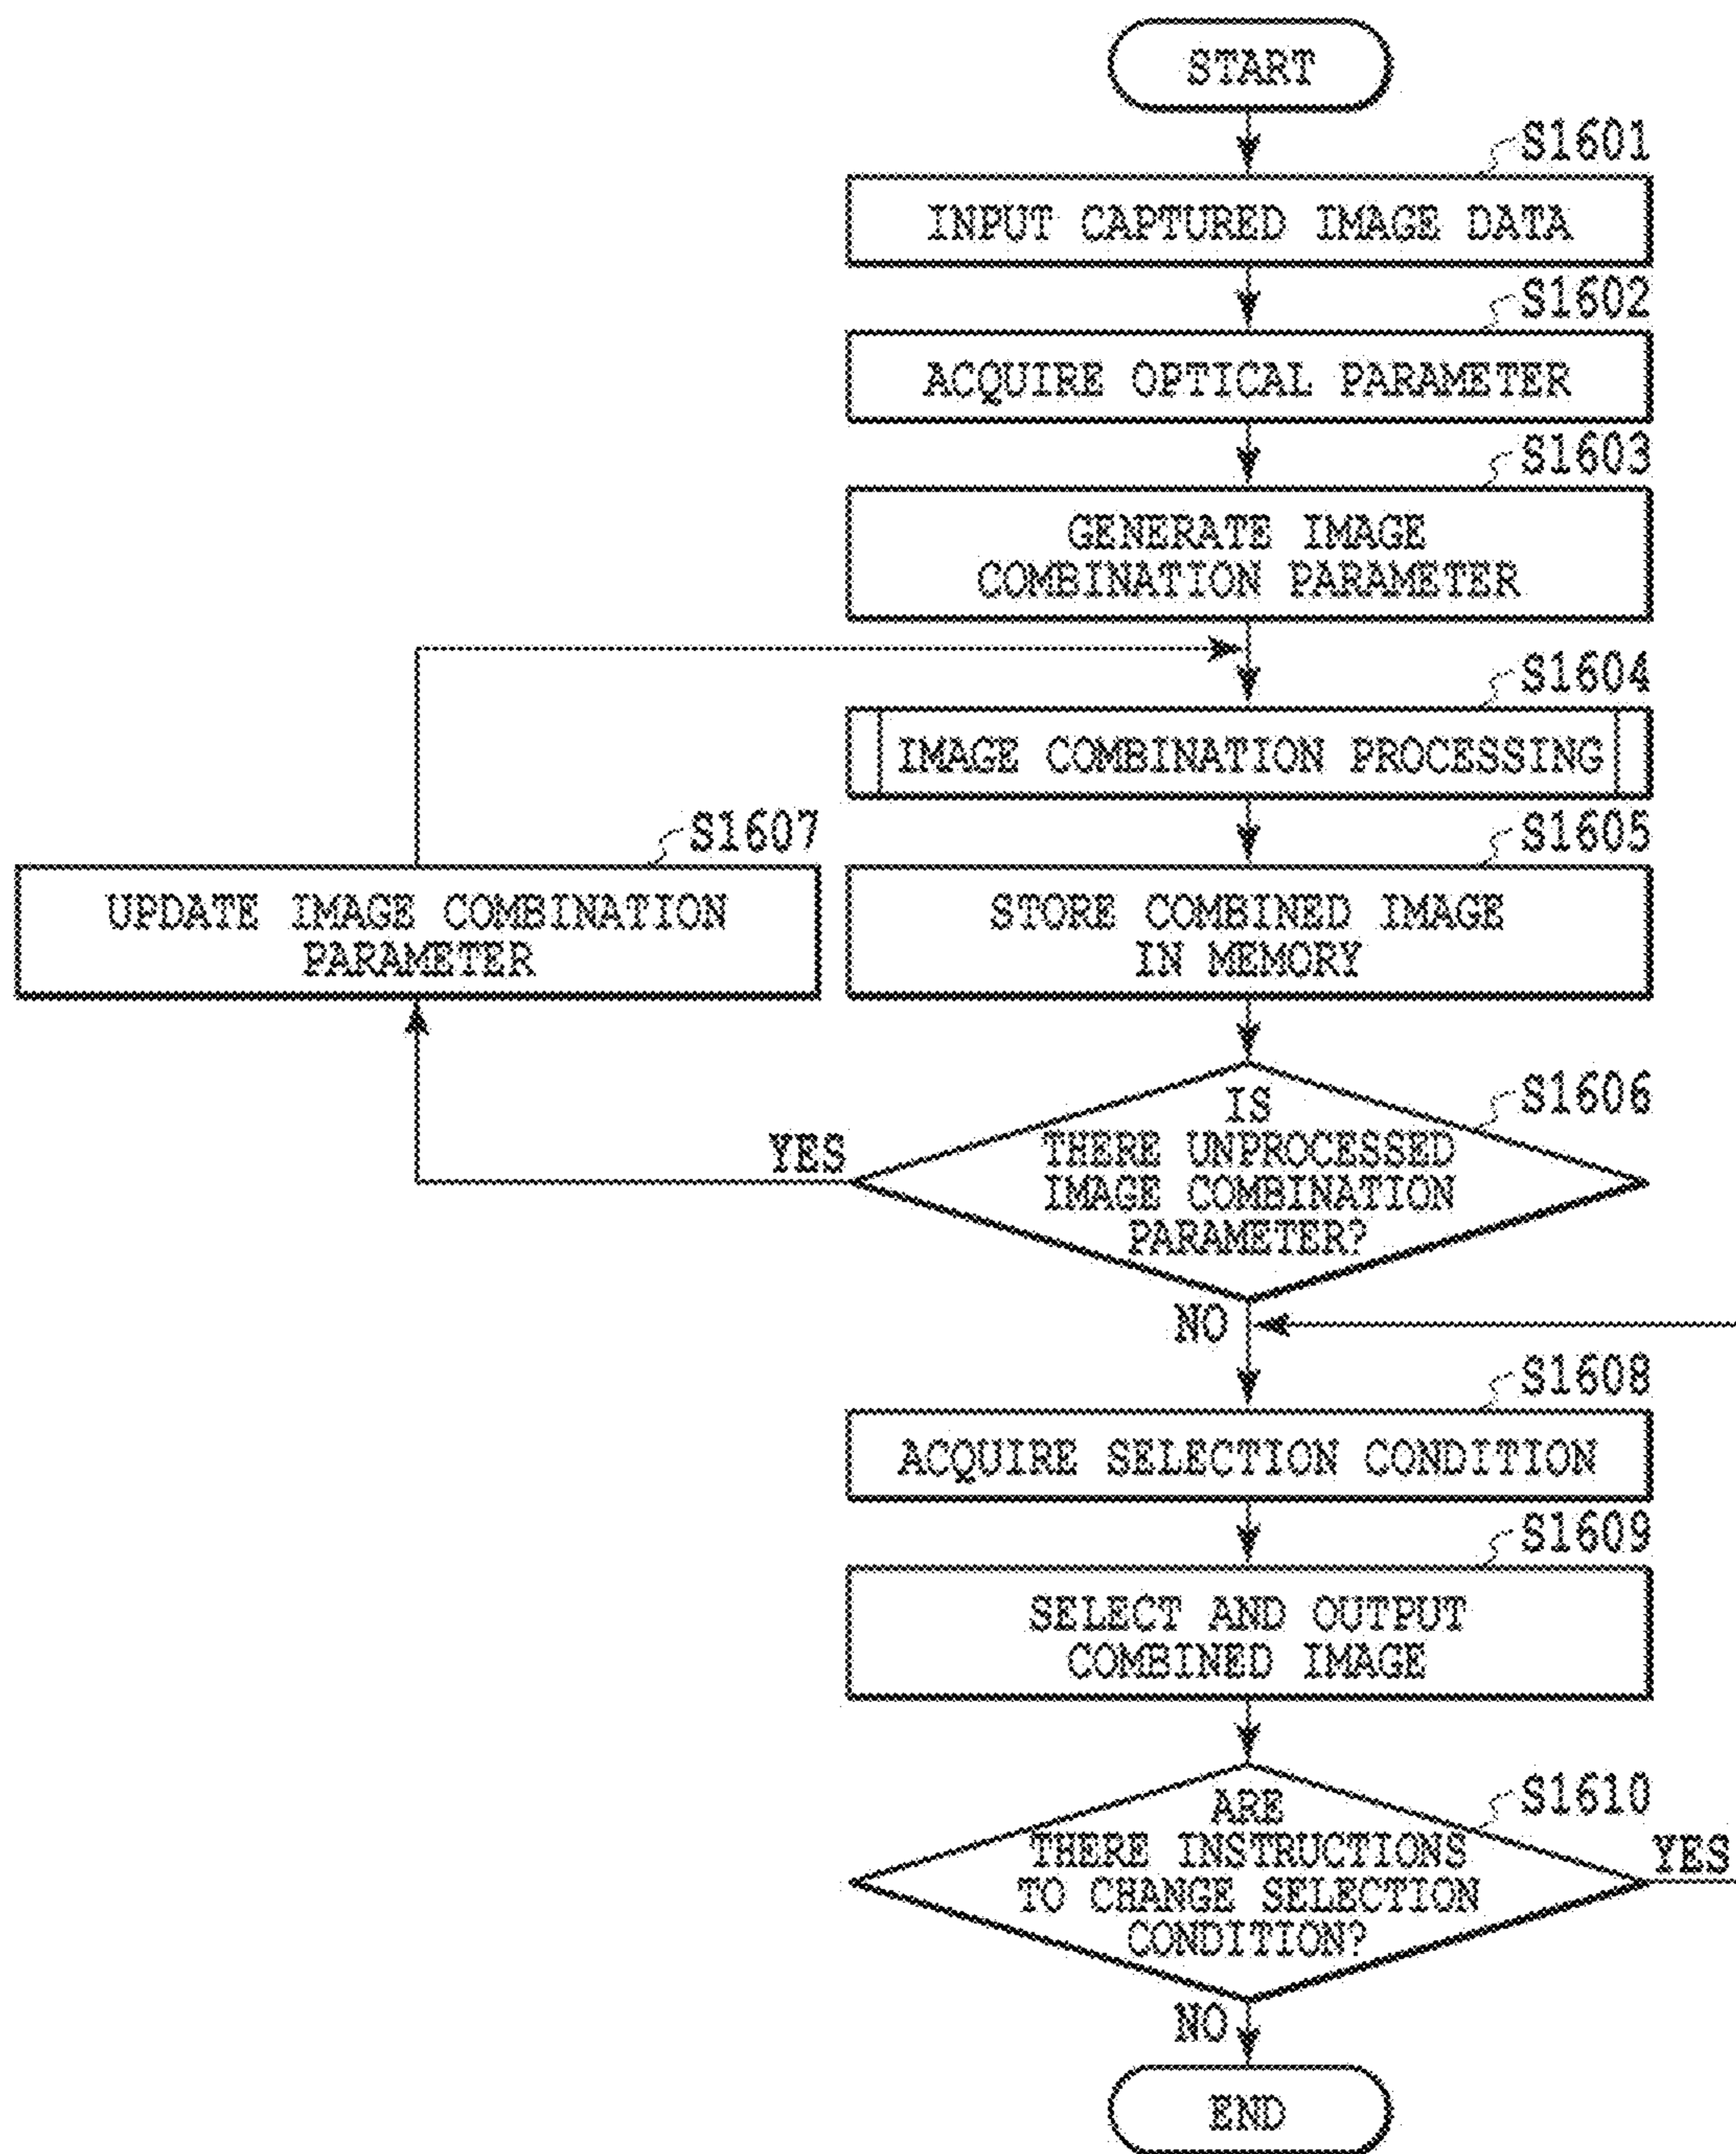 START
S1601
INPUT CAPTURED IMAGE DATA
S1602
ACQUIRE OPTICAL PARAMETER
S1603
GENERATE IMAGE
COMBINATION PARAMETER
S1604
IMAGE COMBINATION PROCESSING
S1607
UPDATE IMAGE COMBINATION
PARAMETER
S1605
STORE COMBINED IMAGE
IN MEMORY
S1606
IS
THERE UNPROCESSED
IMAGE COMBINATION
PARAMETER?
YES
NO
S1608
ACQUIRE SELECTION CONDITION
S1609
SELECT AND OUTPUT
COMBINED IMAGE
S1610
ARE
THERE INSTRUCTIONS
TO CHANGE SELECTION
CONDITION?
YES
NO
END